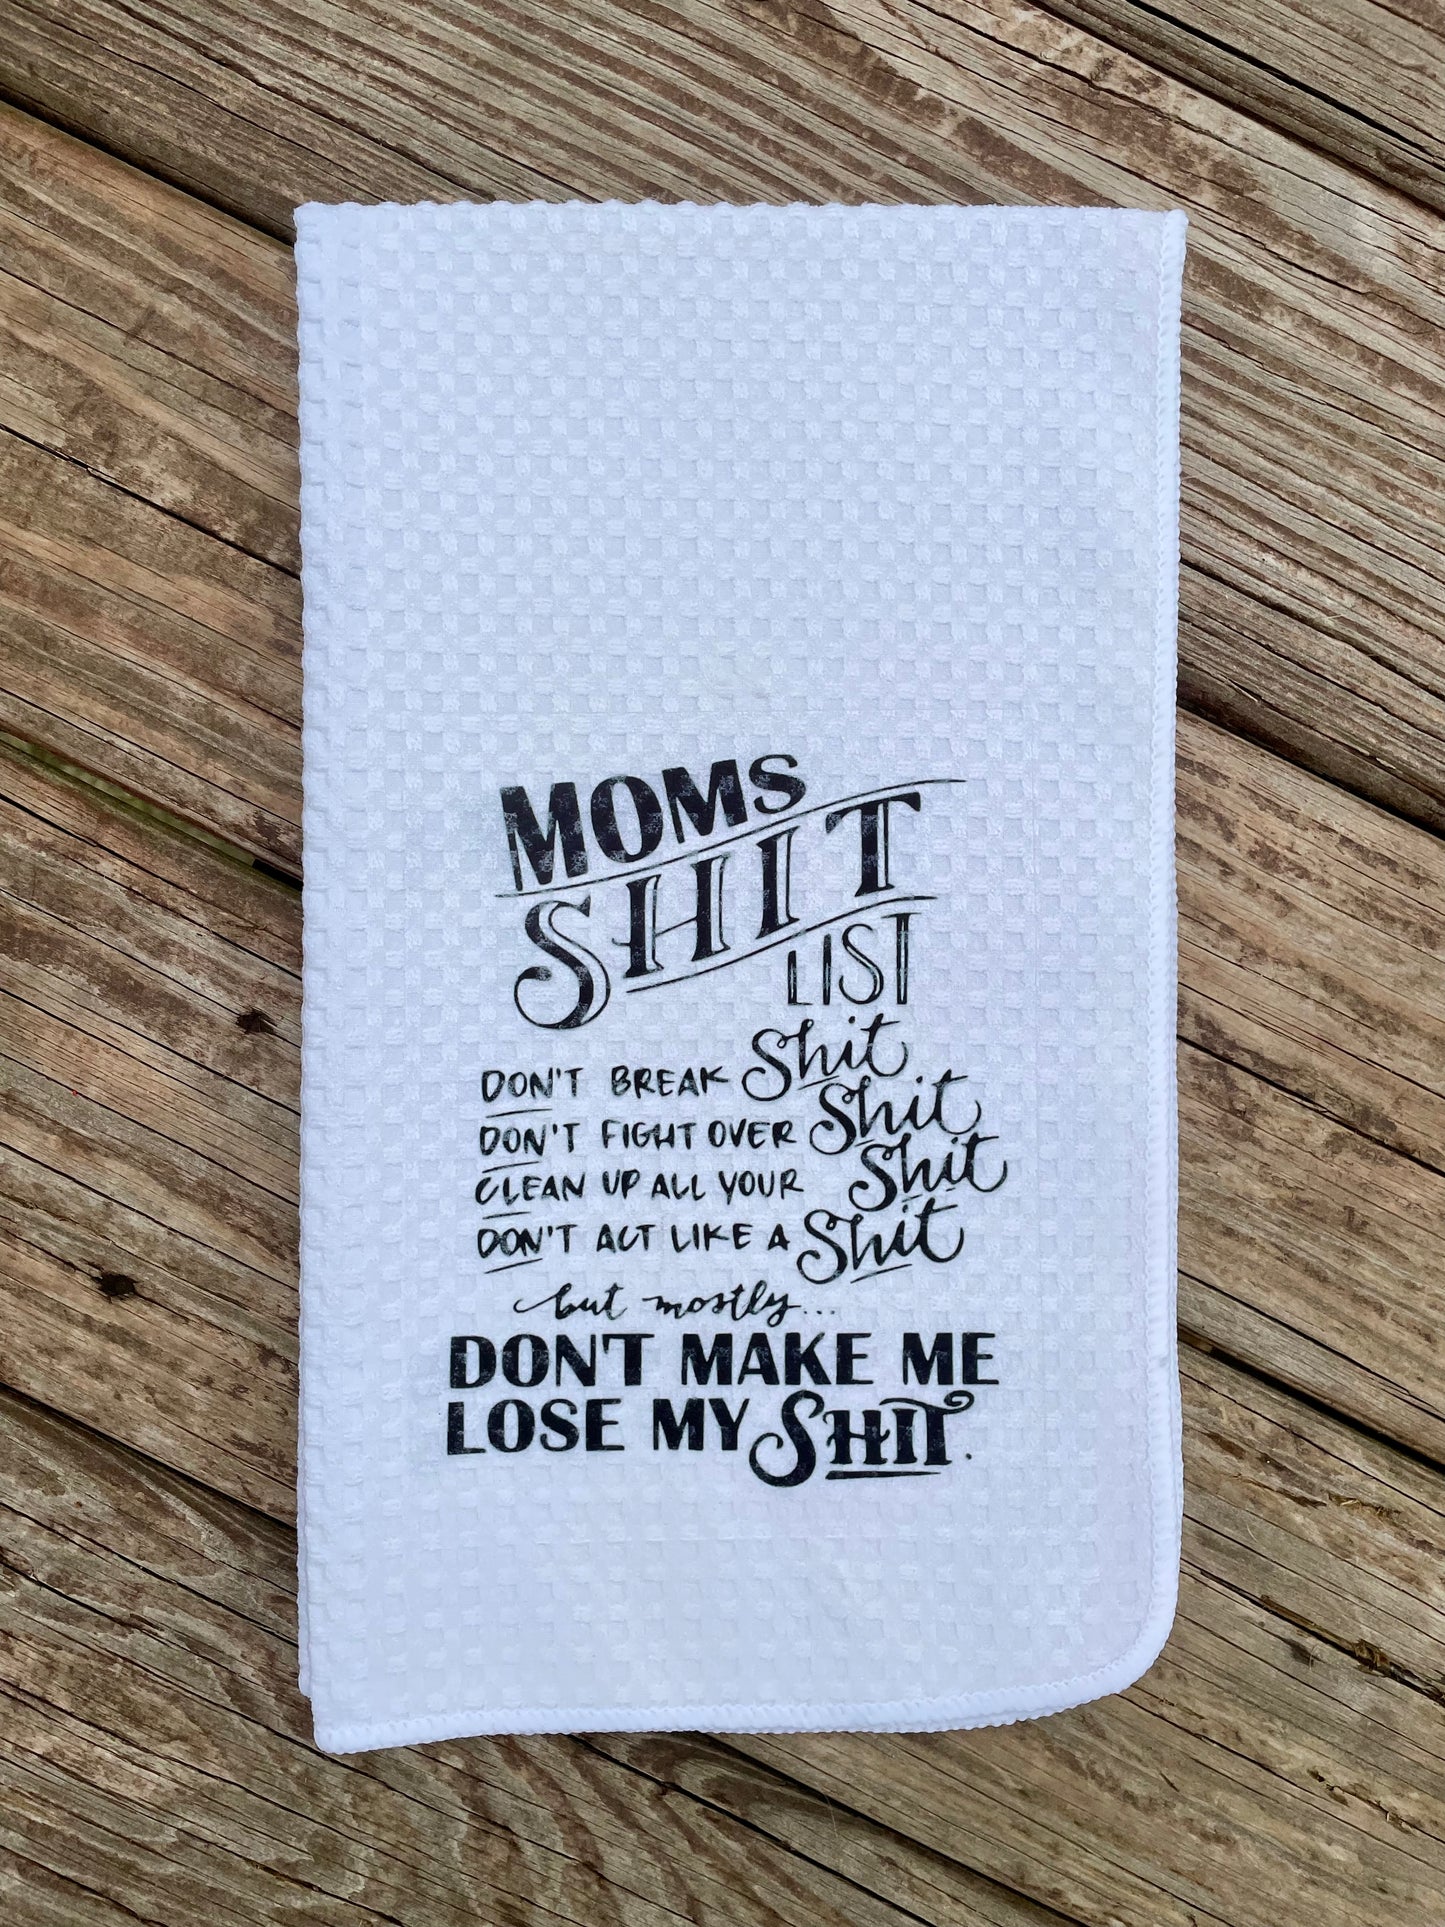 MOMS
SHIT
LIST
DON'T BREAK Shit
DON'T FIGHT OVER Shit
CLEAN UP ALL YOUR Shit
DON'T ACT LIKE A Shit
but mostly...
DON'T MAKE ME
LOSE MY SHIT.